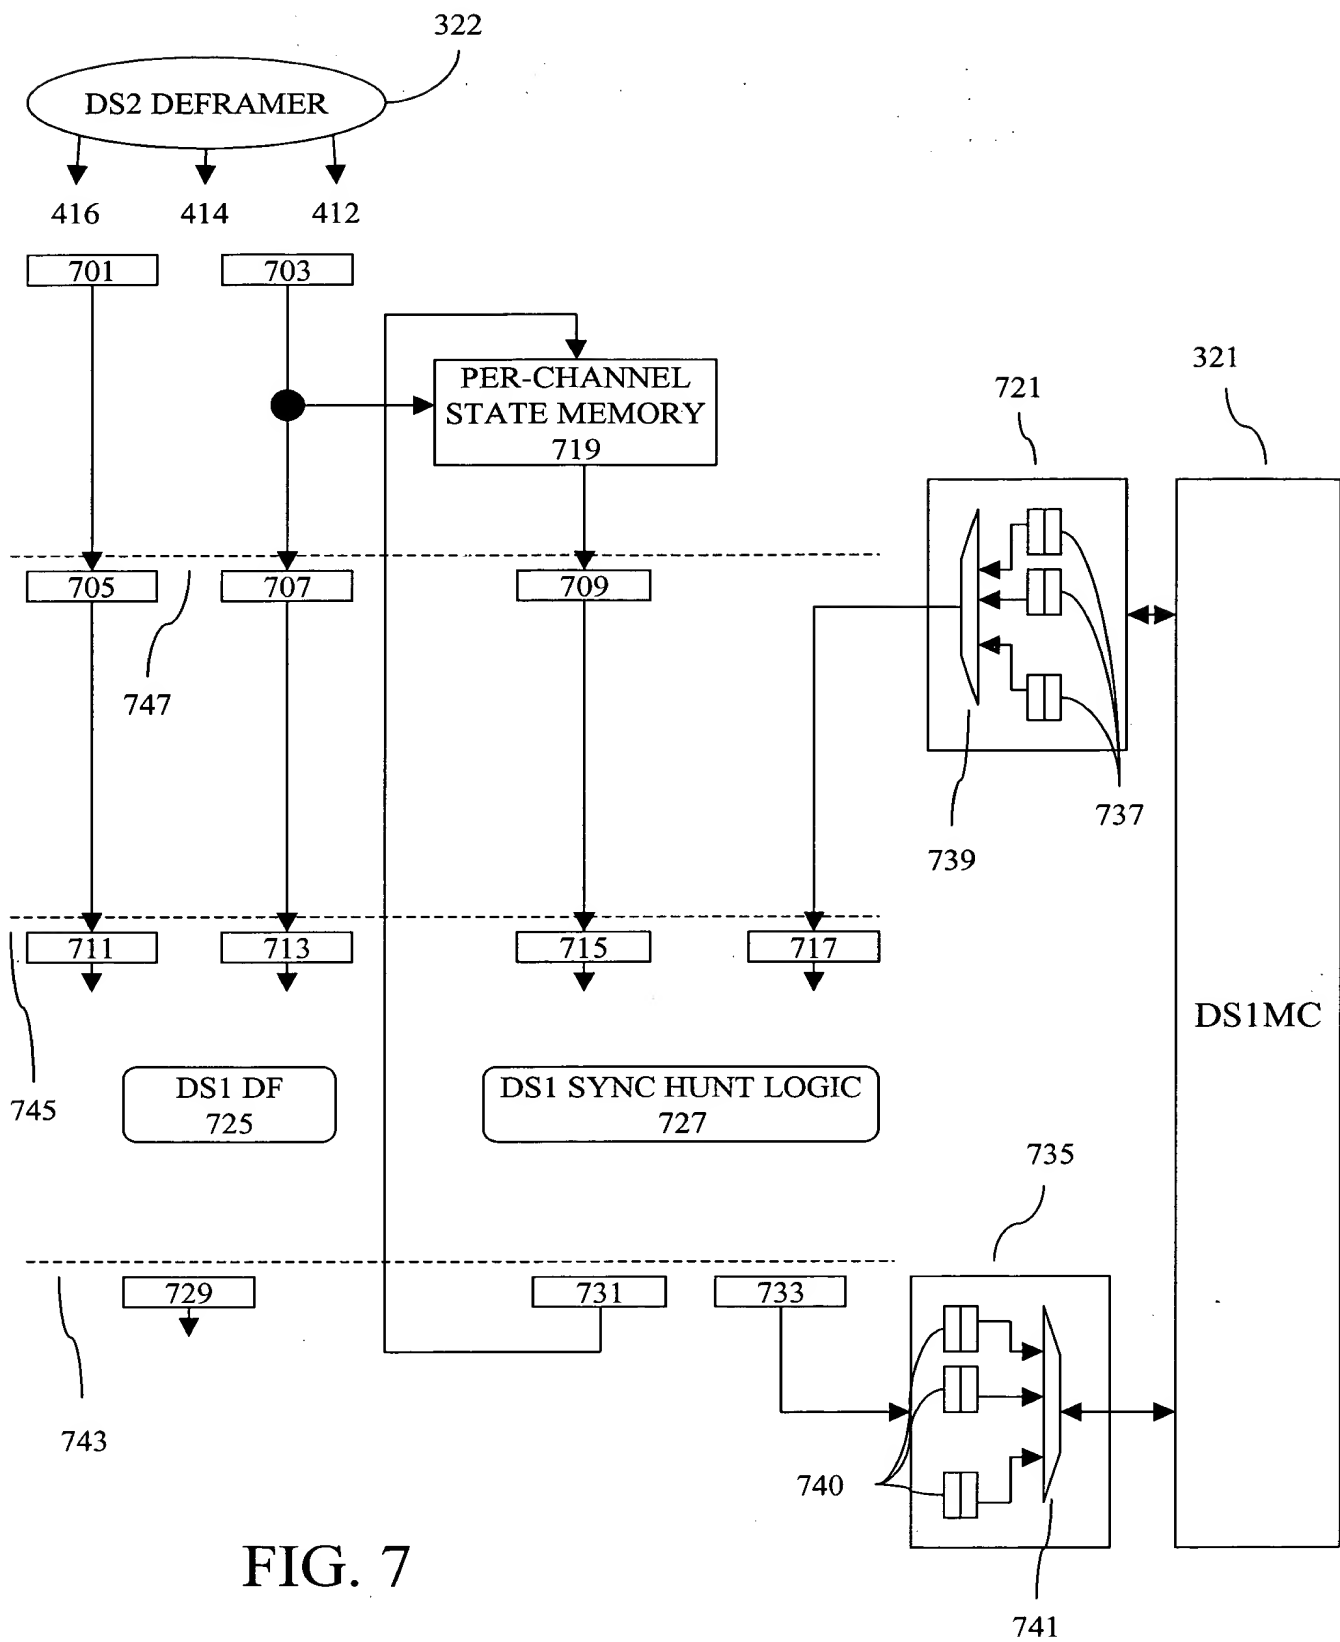 322
DS2 DEFRAMER
416 414 412
701 703
PER-CHANNEL
STATE MEMORY
719
321
721
705 707 709
747
737
739
711 713 715 717
DS1MC
745
DS1 DF
725
DS1 SYNC HUNT LOGIC
727
735
729 731 733
743
740
FIG. 7
741